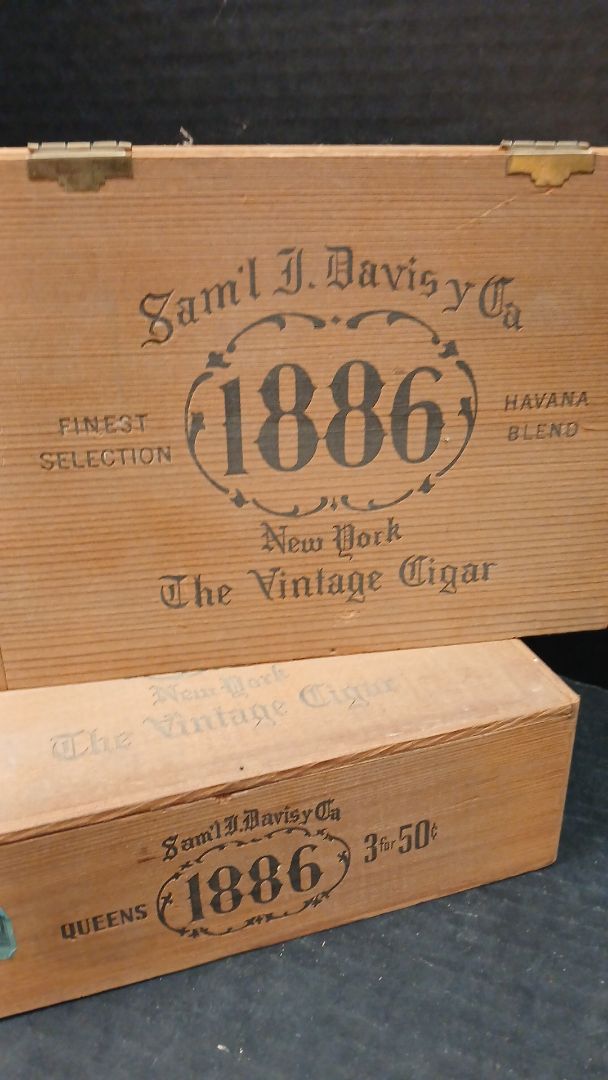 Sam'l I. Davis y Ca
FINEST SELECTION
1886
HAVANA BLEND
New York
The Vintage Cigar
New York
The Vintage Cigar
Sam'l I. Davis y Ca
QUEENS
1886
3 for 50¢